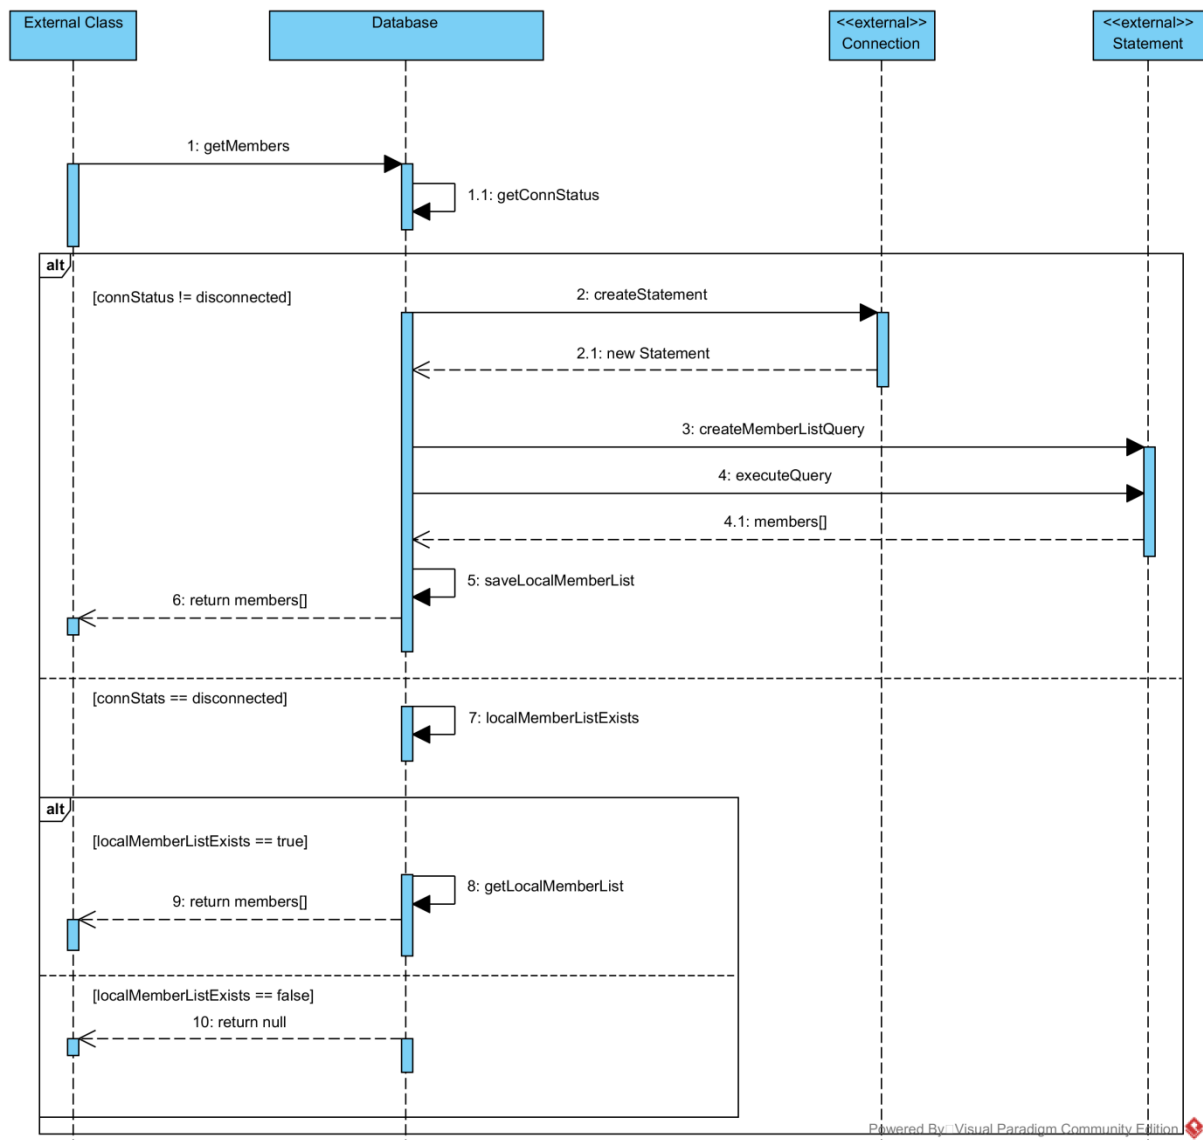 External Class
Database
<<external>>
Connection
<<external>>
Statement
1: getMembers
1.1: getConnStatus
alt
[connStatus != disconnected]
2: createStatement
2.1: new Statement
3: createMemberListQuery
4: executeQuery
4.1: members[]
5: saveLocalMemberList
6: return members[]
[connStats == disconnected]
7: localMemberListExists
alt
[localMemberListExists == true]
8: getLocalMemberList
9: return members[]
[localMemberListExists == false]
10: return null
Powered By Visual Paradigm Community Edition